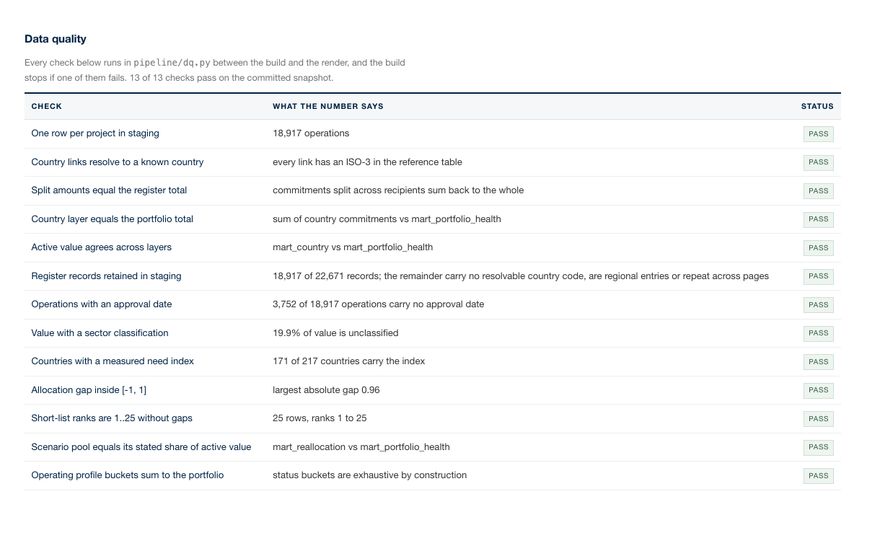 Data quality
Every check below runs in pipeline/dq.py between the build and the render, and the build
stops if one of them fails. 13 of 13 checks pass on the committed snapshot.
CHECK WHAT THE NUMBER SAYS STATUS
One row per project in staging 18,917 operations PASS
Country links resolve to a known country every link has an ISO-3 in the reference table PASS
Split amounts equal the register total commitments split across recipients sum back to the whole PASS
Country layer equals the portfolio total sum of country commitments vs mart_portfolio_health PASS
Active value agrees across layers mart_country vs mart_portfolio_health PASS
Register records retained in staging 18,917 of 22,671 records; the remainder carry no resolvable country code, are regional entries or repeat across pages PASS
Operations with an approval date 3,752 of 18,917 operations carry no approval date PASS
Value with a sector classification 19.9% of value is unclassified PASS
Countries with a measured need index 171 of 217 countries carry the index PASS
Allocation gap inside [-1, 1] largest absolute gap 0.96 PASS
Short-list ranks are 1..25 without gaps 25 rows, ranks 1 to 25 PASS
Scenario pool equals its stated share of active value mart_reallocation vs mart_portfolio_health PASS
Operating profile buckets sum to the portfolio status buckets are exhaustive by construction PASS